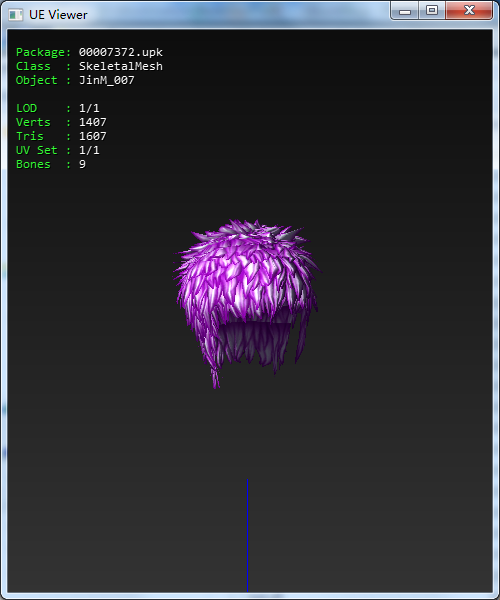 UE Viewer
Package: 00007372.upk
Class  : SkeletalMesh
Object : JinM_007
LOD    : 1/1
Verts  : 1407
Tris   : 1607
UV Set : 1/1
Bones  : 9